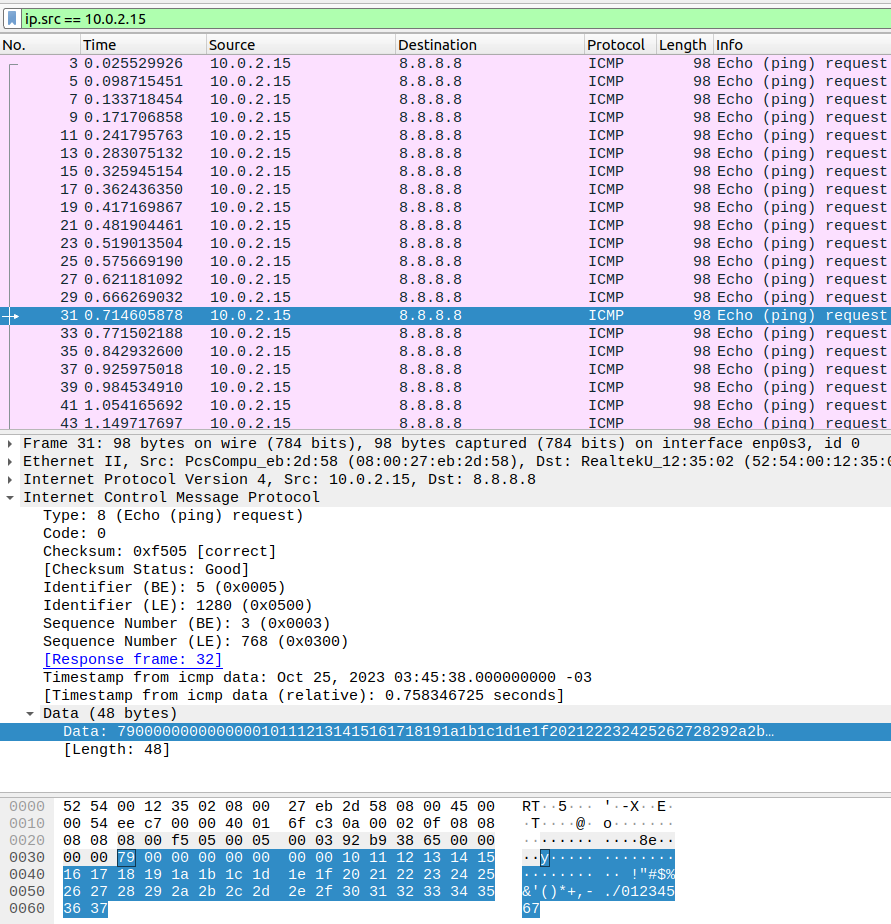 ip.src == 10.0.2.15
No. Time Source Destination Protocol Length Info
3 0.025529926 10.0.2.15 8.8.8.8 ICMP 98 Echo (ping) request
5 0.098715451 10.0.2.15 8.8.8.8 ICMP 98 Echo (ping) request
7 0.133718454 10.0.2.15 8.8.8.8 ICMP 98 Echo (ping) request
9 0.171706858 10.0.2.15 8.8.8.8 ICMP 98 Echo (ping) request
11 0.241795763 10.0.2.15 8.8.8.8 ICMP 98 Echo (ping) request
13 0.283075132 10.0.2.15 8.8.8.8 ICMP 98 Echo (ping) request
15 0.325945154 10.0.2.15 8.8.8.8 ICMP 98 Echo (ping) request
17 0.362436350 10.0.2.15 8.8.8.8 ICMP 98 Echo (ping) request
19 0.417169867 10.0.2.15 8.8.8.8 ICMP 98 Echo (ping) request
21 0.481904461 10.0.2.15 8.8.8.8 ICMP 98 Echo (ping) request
23 0.519013504 10.0.2.15 8.8.8.8 ICMP 98 Echo (ping) request
25 0.575669190 10.0.2.15 8.8.8.8 ICMP 98 Echo (ping) request
27 0.621181092 10.0.2.15 8.8.8.8 ICMP 98 Echo (ping) request
29 0.666269032 10.0.2.15 8.8.8.8 ICMP 98 Echo (ping) request
31 0.714605878 10.0.2.15 8.8.8.8 ICMP 98 Echo (ping) request
33 0.771502188 10.0.2.15 8.8.8.8 ICMP 98 Echo (ping) request
35 0.842932600 10.0.2.15 8.8.8.8 ICMP 98 Echo (ping) request
37 0.925975018 10.0.2.15 8.8.8.8 ICMP 98 Echo (ping) request
39 0.984534910 10.0.2.15 8.8.8.8 ICMP 98 Echo (ping) request
41 1.054165692 10.0.2.15 8.8.8.8 ICMP 98 Echo (ping) request
43 1.149717697 10.0.2.15 8.8.8.8 ICMP 98 Echo (ping) request
Frame 31: 98 bytes on wire (784 bits), 98 bytes captured (784 bits) on interface enp0s3, id 0
Ethernet II, Src: PcsCompu_eb:2d:58 (08:00:27:eb:2d:58), Dst: RealtekU_12:35:02 (52:54:00:12:35:0
Internet Protocol Version 4, Src: 10.0.2.15, Dst: 8.8.8.8
Internet Control Message Protocol
Type: 8 (Echo (ping) request)
Code: 0
Checksum: 0xf505 [correct]
[Checksum Status: Good]
Identifier (BE): 5 (0x0005)
Identifier (LE): 1280 (0x0500)
Sequence Number (BE): 3 (0x0003)
Sequence Number (LE): 768 (0x0300)
[Response frame: 32]
Timestamp from icmp data: Oct 25, 2023 03:45:38.000000000 -03
[Timestamp from icmp data (relative): 0.758346725 seconds]
Data (48 bytes)
Data: 790000000000000010111213141516171819​1a1b1c1d1e1f202122232425262728292a2b…
[Length: 48]
0000 52 54 00 12 35 02 08 00 27 eb 2d 58 08 00 45 00 RT··5··· '·-X··E·
0010 00 54 ee c7 00 00 40 01 6f c3 0a 00 02 0f 08 08 ·T····@· o·······
0020 08 08 08 00 f5 05 00 05 00 03 92 b9 38 65 00 00 ········ ····8e··
0030 00 00 79 00 00 00 00 00 00 00 10 11 12 13 14 15 ··y····· ········
0040 16 17 18 19 1a 1b 1c 1d 1e 1f 20 21 22 23 24 25 ········ ·· !"#$%
0050 26 27 28 29 2a 2b 2c 2d 2e 2f 30 31 32 33 34 35 &'()*+,- ./012345
0060 36 37 67